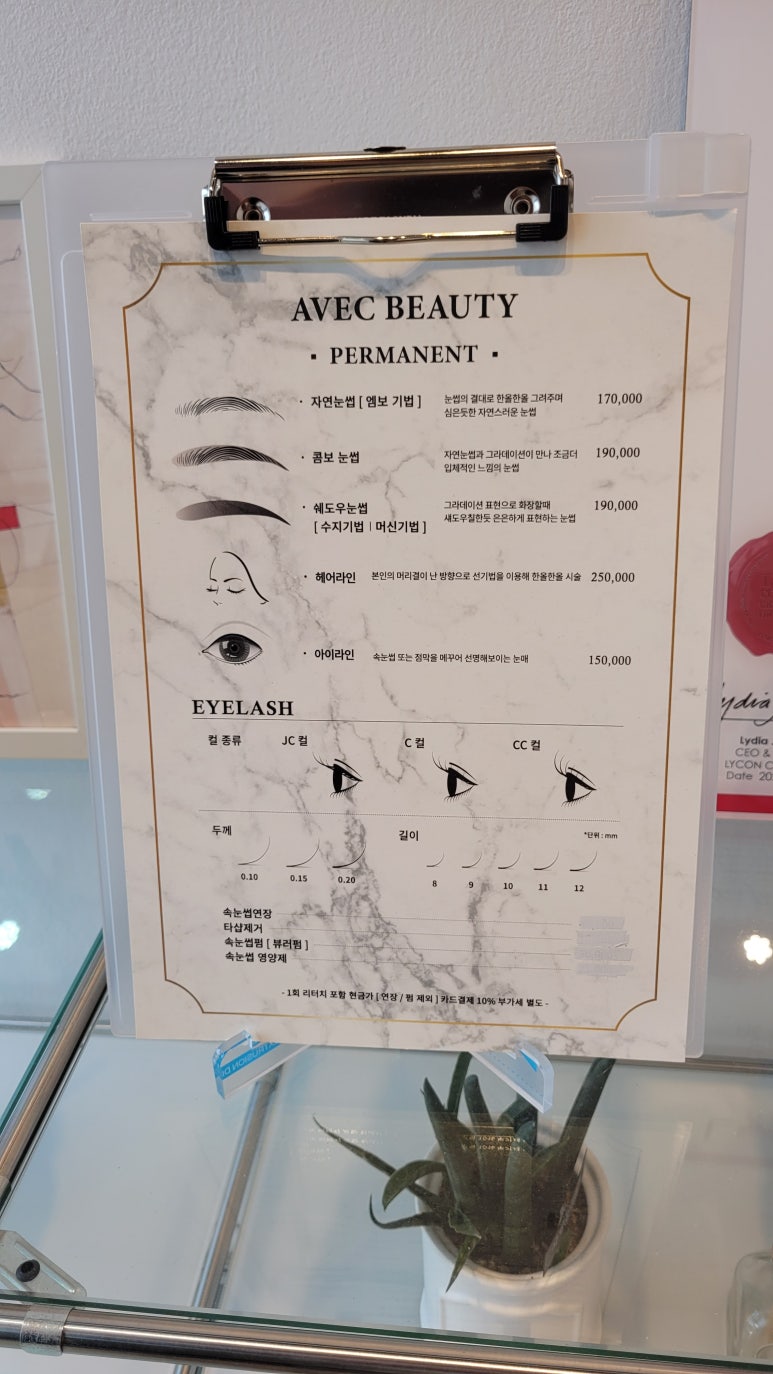 AVEC BEAUTY
▪ PERMANENT ▪
· 자연눈썹 [ 엠보 기법 ] 눈썹의 결대로 한올한올 그려주며 170,000
심은듯한 자연스러운 눈썹
· 콤보 눈썹 자연눈썹과 그라데이션이 만나 조금더 190,000
입체적인 느낌의 눈썹
· 쉐도우눈썹 그라데이션 표현으로 화장할때 190,000
[ 수지기법 | 머신기법 ] 섀도우칠한듯 은은하게 표현하는 눈썹
· 헤어라인 본인의 머리결이 난 방향으로 선기법을 이용해 한올한올 시술 250,000
· 아이라인 속눈썹 또는 점막을 메꾸어 선명해보이는 눈매 150,000
EYELASH
컬 종류 JC 컬 C 컬 CC 컬
두께 길이 *단위 : mm
0.10 0.15 0.20 8 9 10 11 12
속눈썹연장
타샵제거
속눈썹펌 [ 뷰러펌 ]
속눈썹 영양제
- 1회 리터치 포함 현금가 [ 연장 / 펌 제외 ] 카드결제 10% 부가세 별도 -
Lydia
CEO &
LYCON C
Date 20